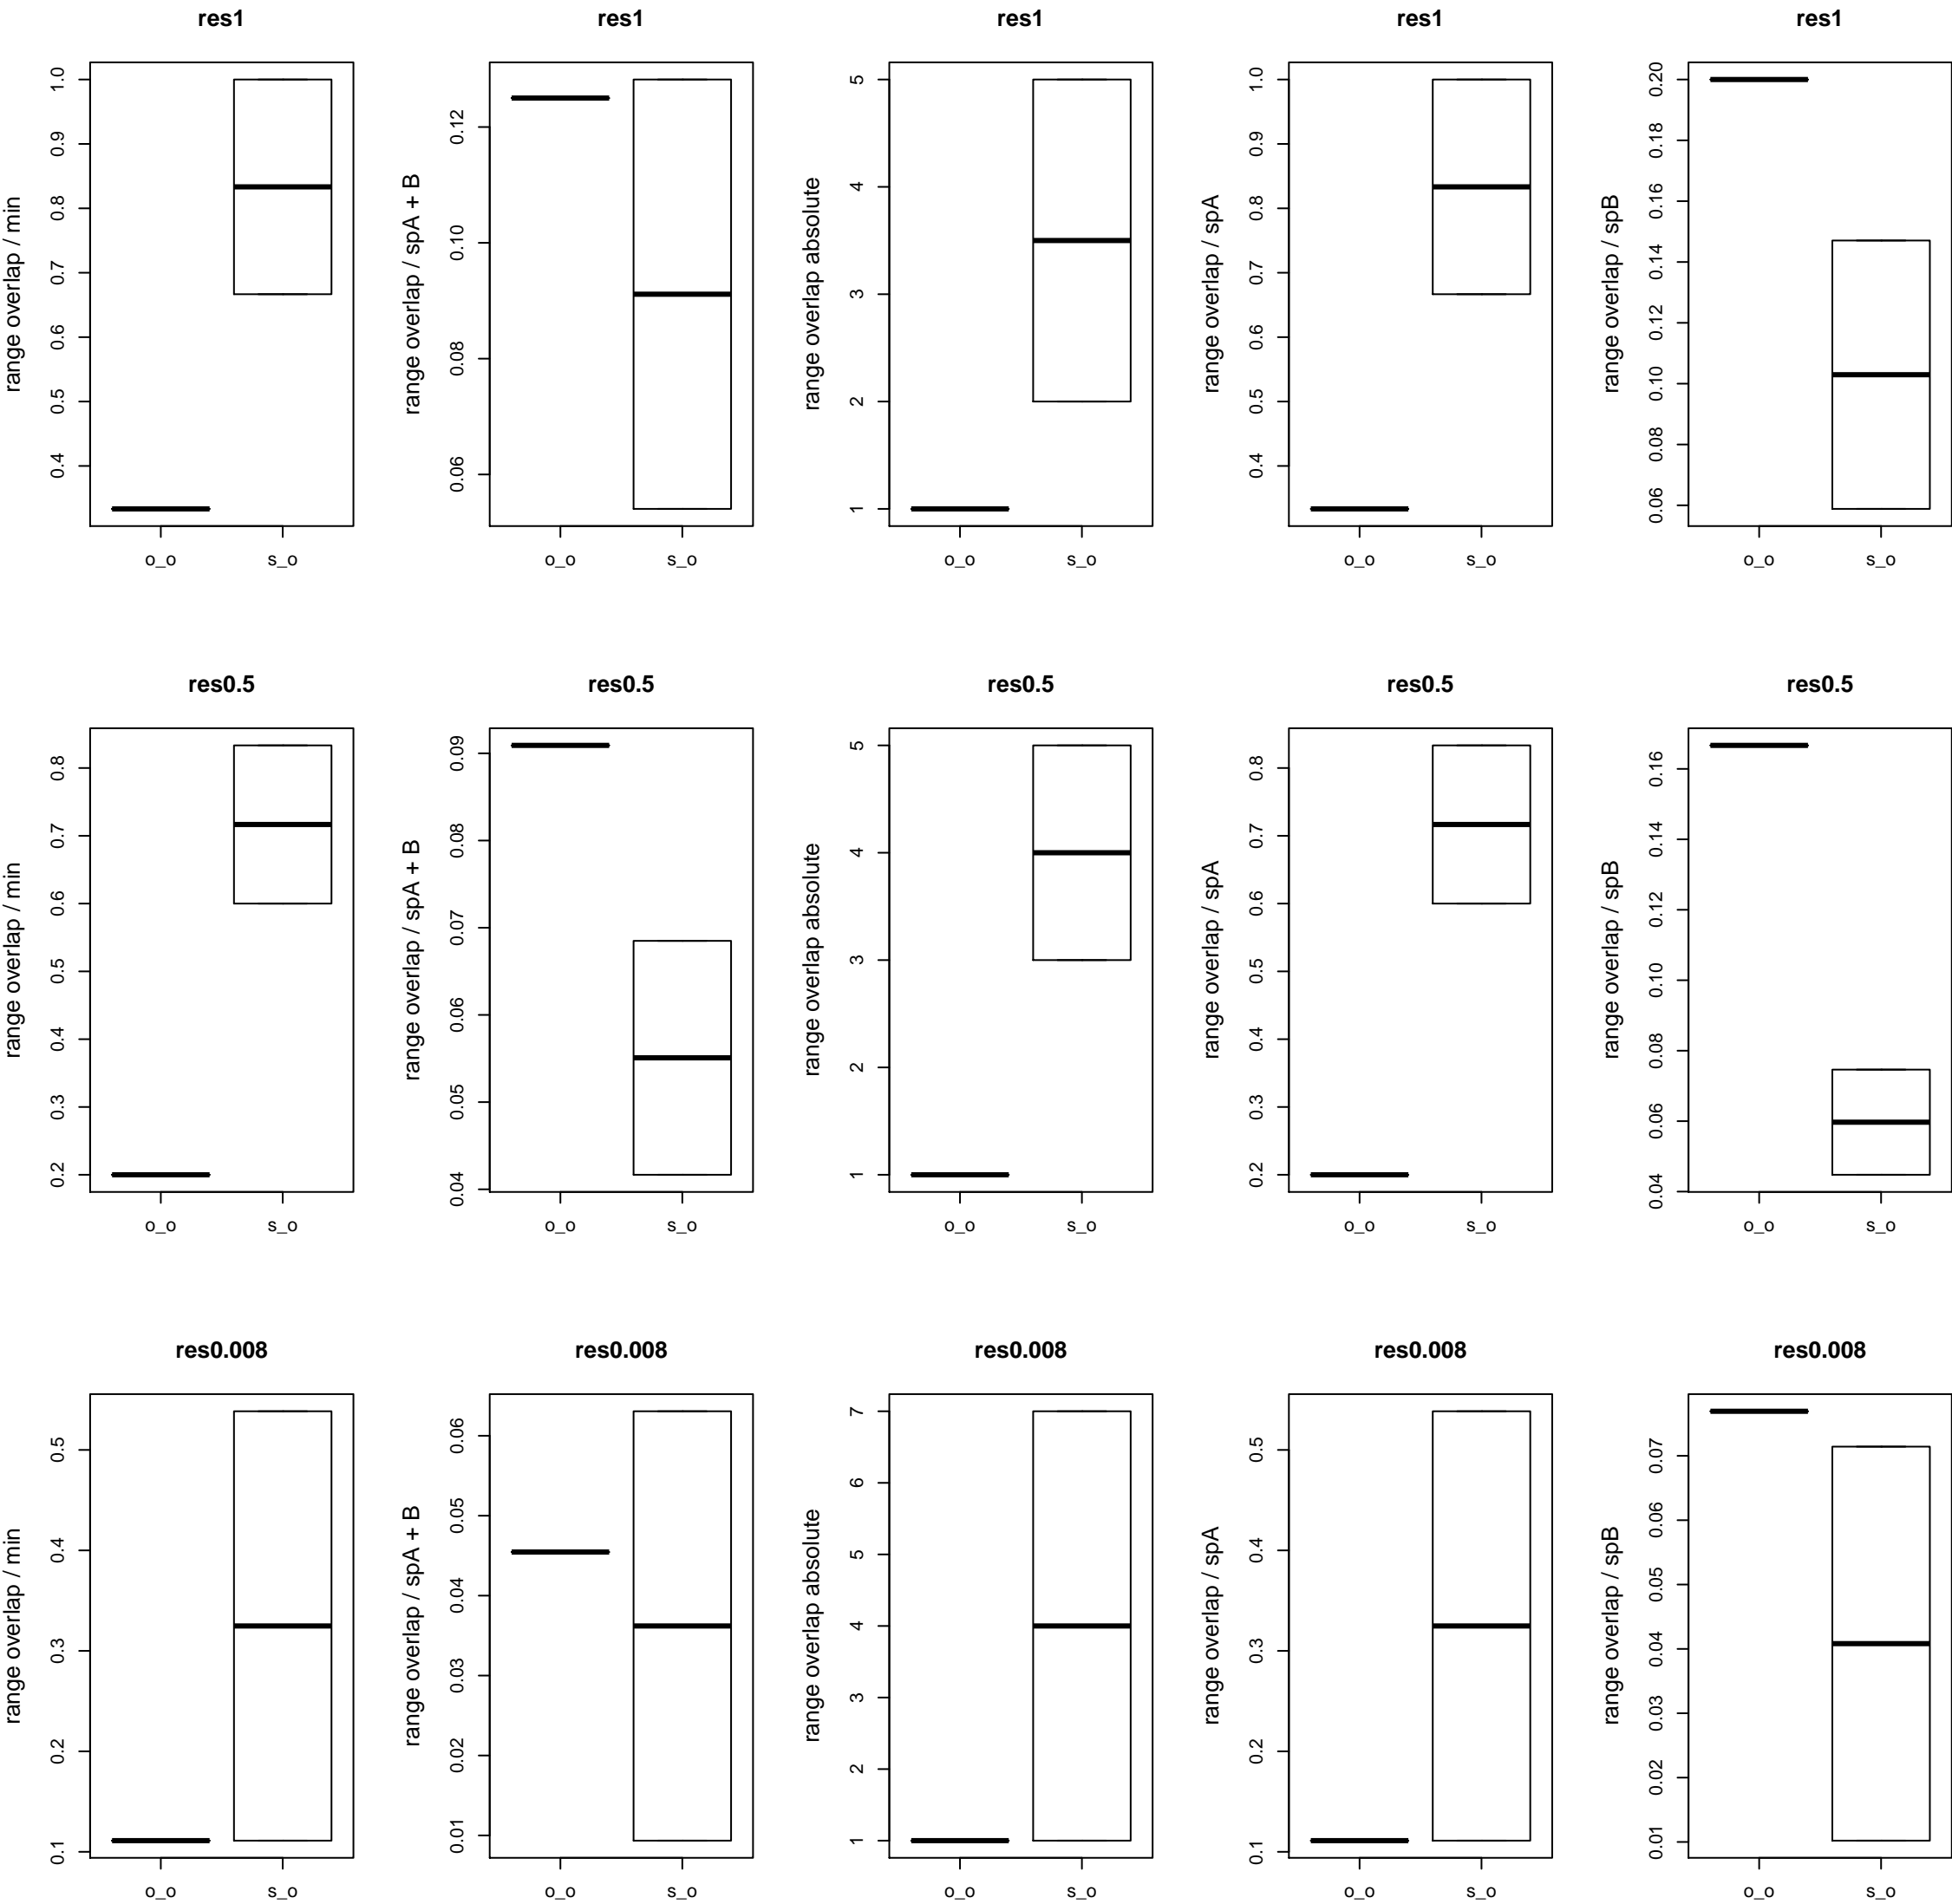 res1
range overlap / min
1.0
0.9
0.8
0.7
0.6
0.5
0.4
o_o s_o
res1
range overlap / spA + B
0.12
0.10
0.08
0.06
o_o s_o
res1
range overlap absolute
5
4
3
2
1
o_o s_o
res1
range overlap / spA
1.0
0.9
0.8
0.7
0.6
0.5
0.4
o_o s_o
res1
range overlap / spB
0.20
0.18
0.16
0.14
0.12
0.10
0.08
0.06
o_o s_o
res0.5
range overlap / min
0.8
0.7
0.6
0.5
0.4
0.3
0.2
o_o s_o
res0.5
range overlap / spA + B
0.09
0.08
0.07
0.06
0.05
0.04
o_o s_o
res0.5
range overlap absolute
5
4
3
2
1
o_o s_o
res0.5
range overlap / spA
0.8
0.7
0.6
0.5
0.4
0.3
0.2
o_o s_o
res0.5
range overlap / spB
0.16
0.14
0.12
0.10
0.08
0.06
0.04
o_o s_o
res0.008
range overlap / min
0.5
0.4
0.3
0.2
0.1
o_o s_o
res0.008
range overlap / spA + B
0.06
0.05
0.04
0.03
0.02
0.01
o_o s_o
res0.008
range overlap absolute
7
6
5
4
3
2
1
o_o s_o
res0.008
range overlap / spA
0.5
0.4
0.3
0.2
0.1
o_o s_o
res0.008
range overlap / spB
0.07
0.06
0.05
0.04
0.03
0.02
0.01
o_o s_o